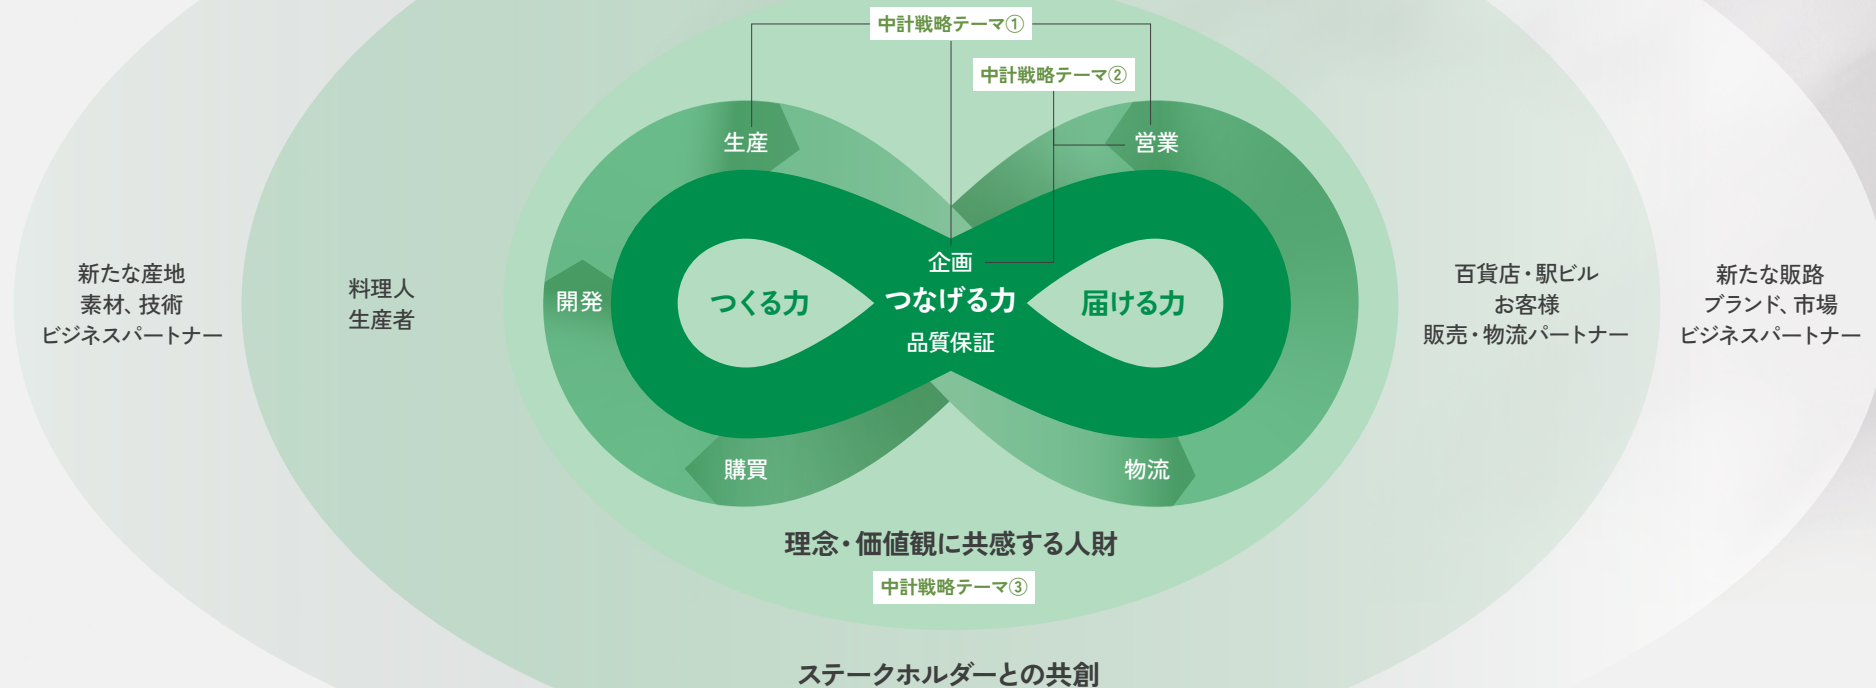 中計戦略テーマ①
中計戦略テーマ②
生産
営業
新たな産地
素材、技術
ビジネスパートナー
料理人
生産者
開発
つくる力
企画
つなげる力
品質保証
届ける力
百貨店・駅ビル
お客様
販売・物流パートナー
新たな販路
ブランド、市場
ビジネスパートナー
購買
物流
理念・価値観に共感する人財
中計戦略テーマ③
ステークホルダーとの共創